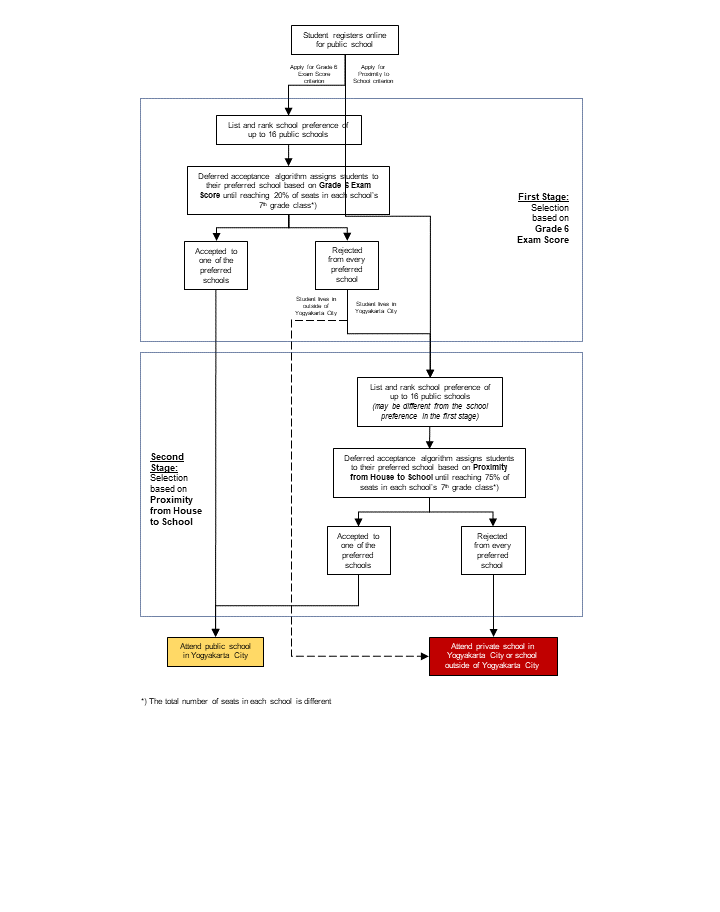 Student registers online
for public school
Apply for Grade 6
Exam Score
criterion
Apply for
Proximity to
School criterion
List and rank school preference of
up to 16 public schools
Deferred acceptance algorithm assigns students to
their preferred school based on Grade 6 Exam
Score until reaching 20% of seats in each school's
7th grade class*)
First Stage:
Selection
based on
Grade 6
Exam Score
Accepted to
one of the
preferred
schools
Rejected
from every
preferred
school
Student lives in
outside of
Yogyakarta City
Student lives in
Yogyakarta City
List and rank school preference of
up to 16 public schools
(may be different from the school
preference in the first stage)
Second
Stage:
Selection
based on
Proximity
from House
to School
Deferred acceptance algorithm assigns students
to their preferred school based on Proximity
from House to School until reaching 75% of
seats in each school's 7th grade class*)
Accepted to
one of the
preferred
schools
Rejected
from every
preferred
school
Attend public school
in Yogyakarta City
Attend private school in
Yogyakarta City or school
outside of Yogyakarta City
*) The total number of seats in each school is different